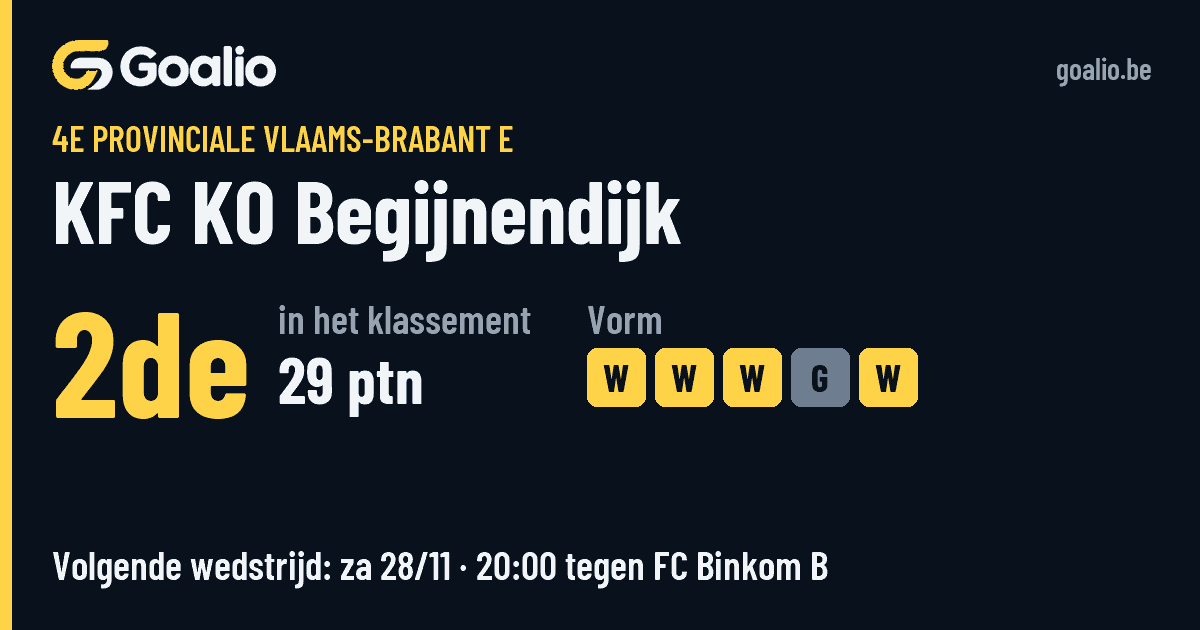 Goalio
goalio.be
4E PROVINCIALE VLAAMS-BRABANT E
KFC KO Begijnendijk
2de
in het klassement
29 ptn
Vorm
W W W G W
Volgende wedstrijd: za 28/11 · 20:00 tegen FC Binkom B